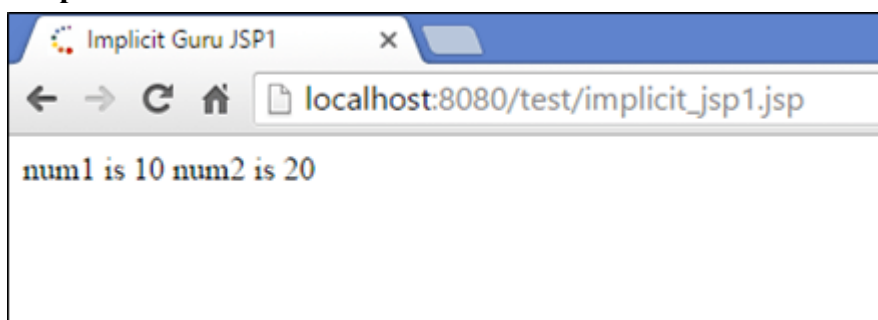 Implicit Guru JSP1
localhost:8080/test/implicit_jsp1.jsp
num1 is 10 num2 is 20